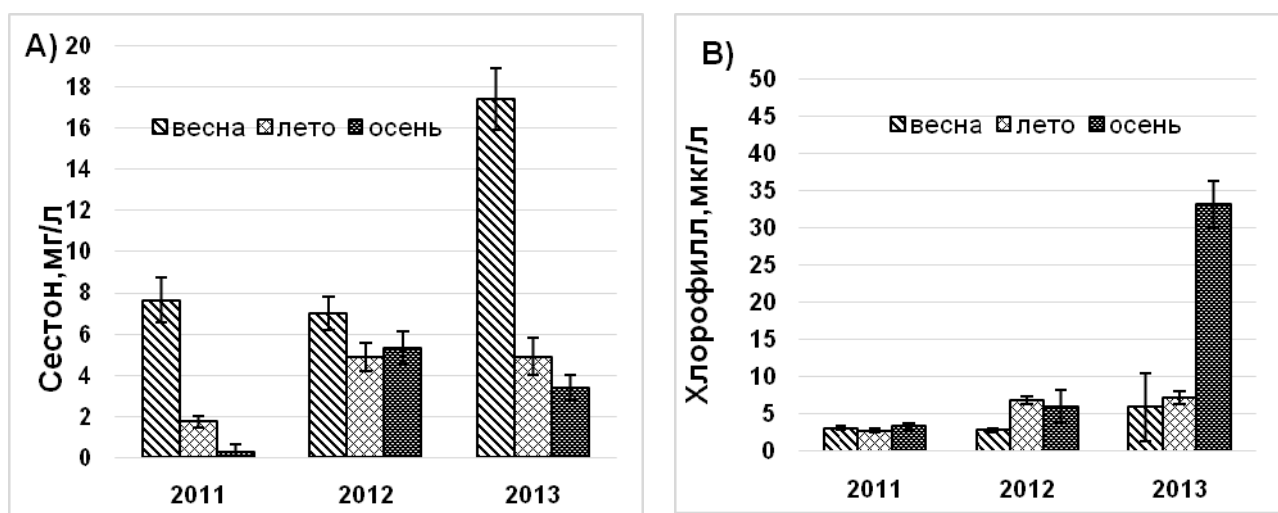 А)
Сестон,мг/л
20
18
16
14
12
10
8
6
4
2
0
весна лето осень
2011 2012 2013
В)
Хлорофилл,мкг/л
50
45
40
35
30
25
20
15
10
5
0
весна лето осень
2011 2012 2013